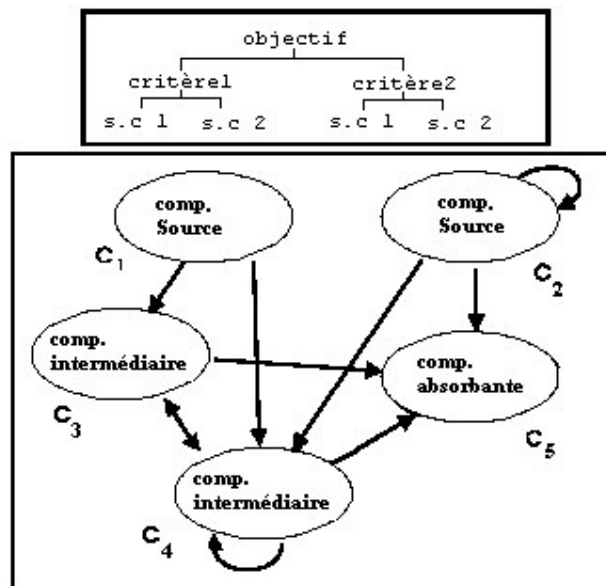 objectif
critère1 critère2
s.c 1 s.c 2 s.c 1 s.c 2
comp.
Source
C1
comp.
Source
C2
comp.
intermédiaire
C3
comp.
absorbante
C5
comp.
intermédiaire
C4